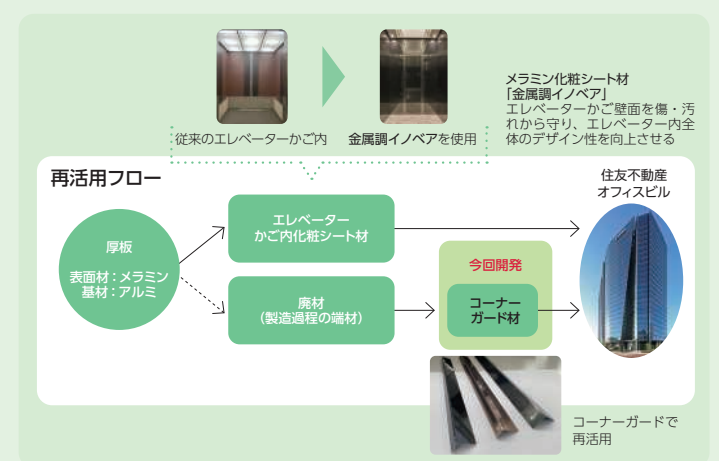 従来のエレベーターかご内
金属調イノベアを使用
メラミン化粧シート材
「金属調イノベア」
エレベーターかご壁面を傷・汚
れから守り、エレベーター内全
体のデザイン性を向上させる
再活用フロー
住友不動産
オフィスビル
厚板
表面材：メラミン
基材：アルミ
エレベーター
かご内化粧シート材
廃材
（製造過程の端材）
今回開発
コーナー
ガード材
コーナーガードで
再活用